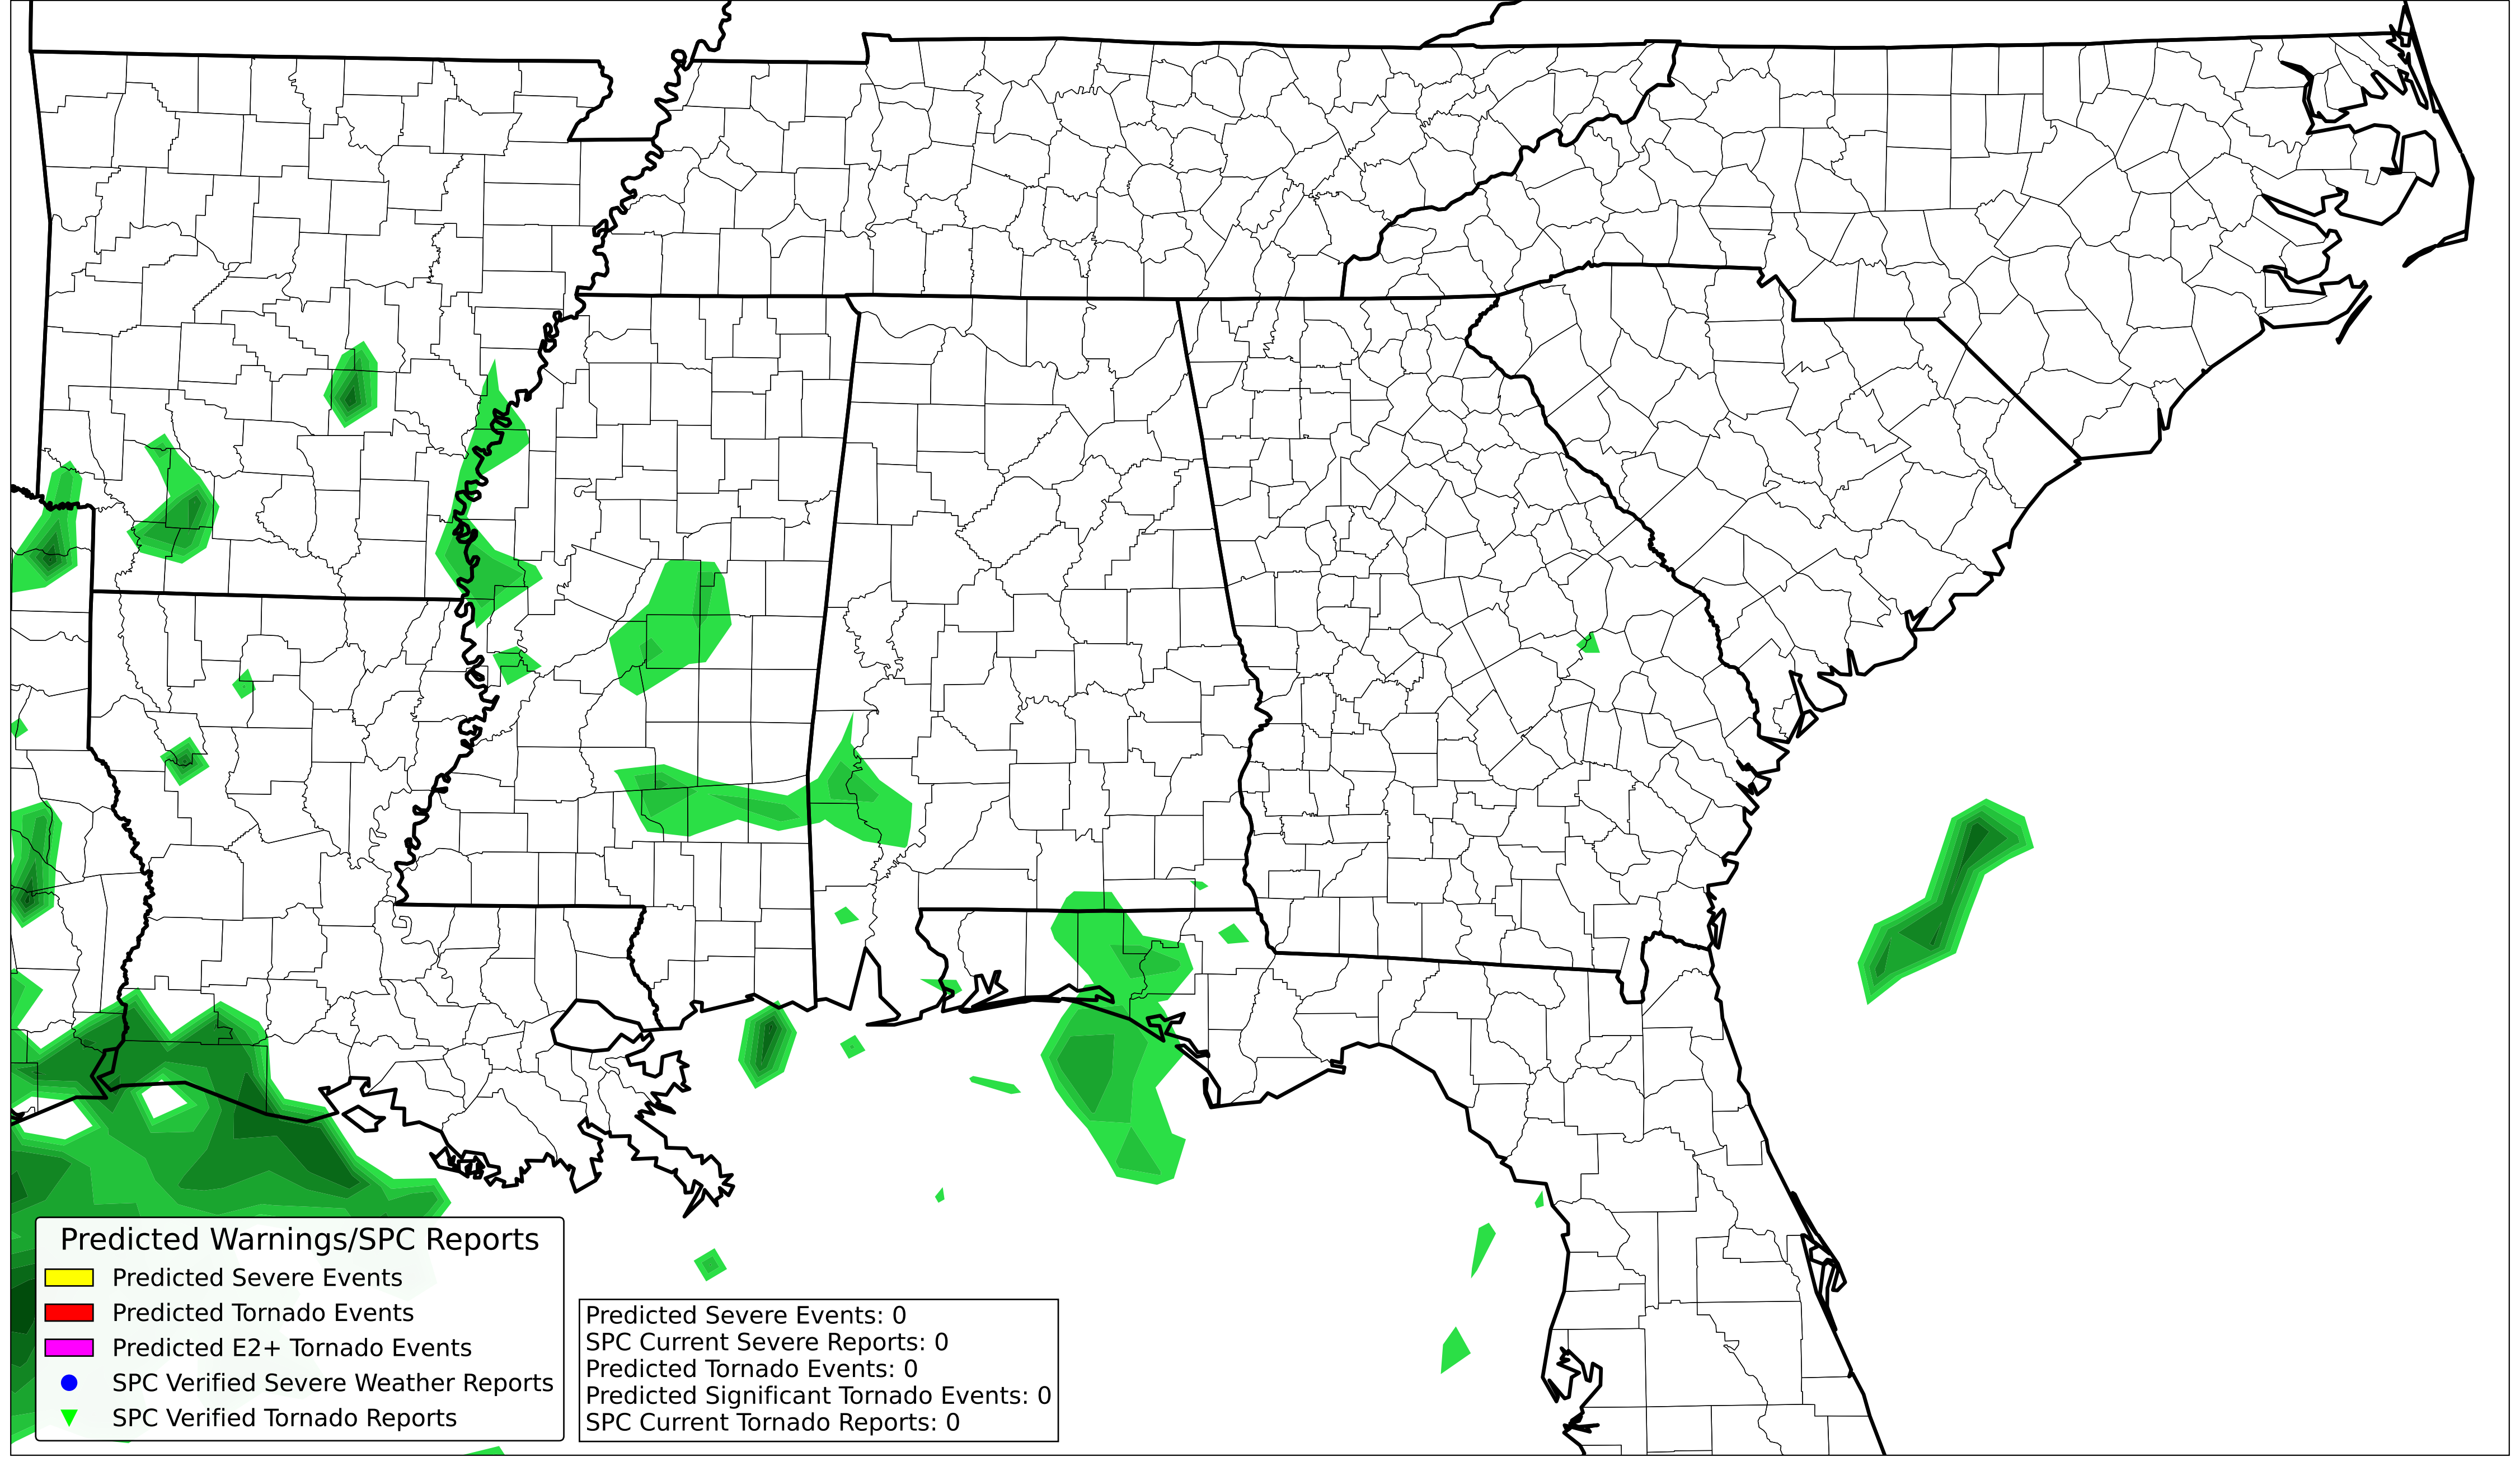 Predicted Warnings/SPC Reports
Predicted Severe Events
Predicted Tornado Events
Predicted E2+ Tornado Events
SPC Verified Severe Weather Reports
SPC Verified Tornado Reports
Predicted Severe Events: 0
SPC Current Severe Reports: 0
Predicted Tornado Events: 0
Predicted Significant Tornado Events: 0
SPC Current Tornado Reports: 0